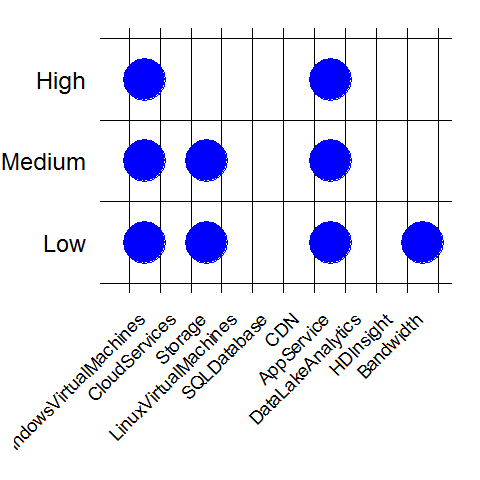 High
Medium
Low
ndowsVirtualMachines
CloudServices
Storage
LinuxVirtualMachines
SQLDatabase
CDN
AppService
DataLakeAnalytics
HDInsight
Bandwidth